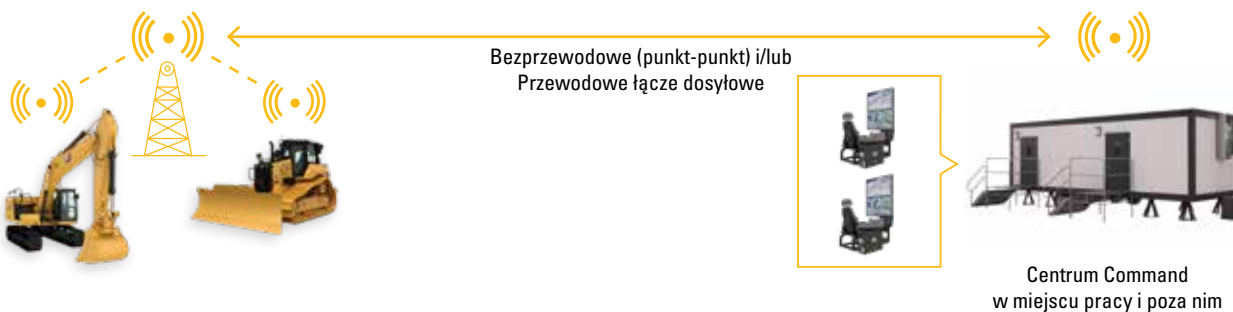 Bezprzewodowe (punkt-punkt) i/lub
Przewodowe łącze dosyłowe
Centrum Command
w miejscu pracy i poza nim